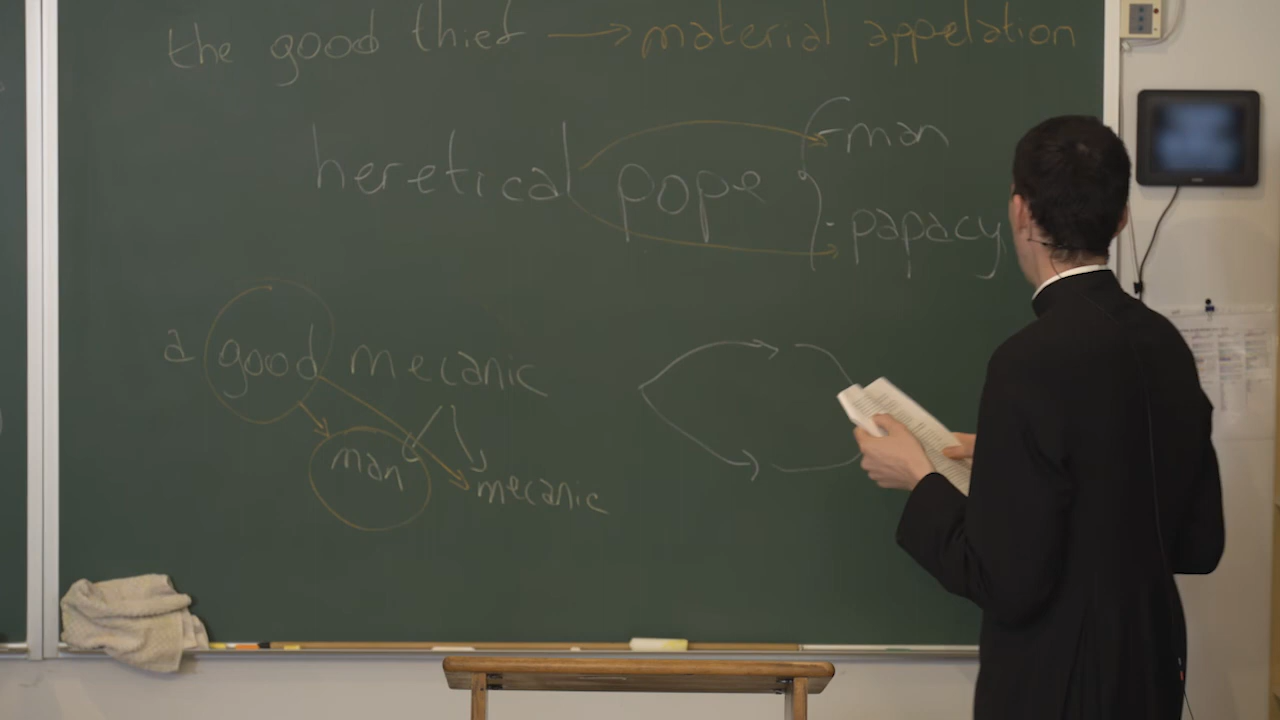 the good thief → material appelation
heretical pope { - man
- papacy
a good mecanic
man
mecanic